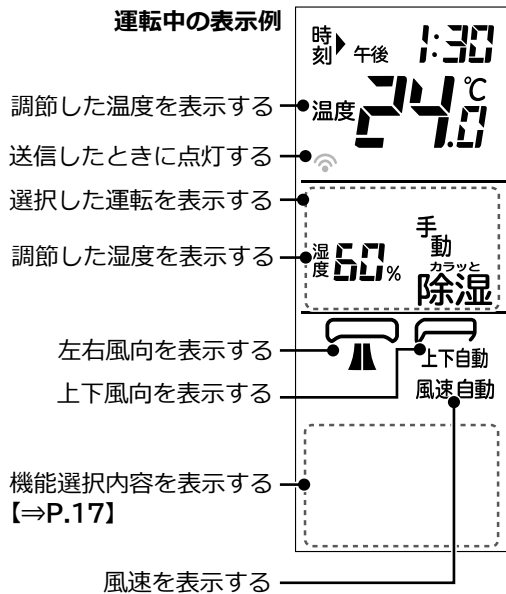 運転中の表示例
時刻 午後 1:30
調節した温度を表示する
温度 24.0℃
送信したときに点灯する
選択した運転を表示する
手動
調節した湿度を表示する
湿度 60%
カラッと
除湿
左右風向を表示する
上下自動
上下風向を表示する
風速自動
機能選択内容を表示する
【⇒P.17】
風速を表示する